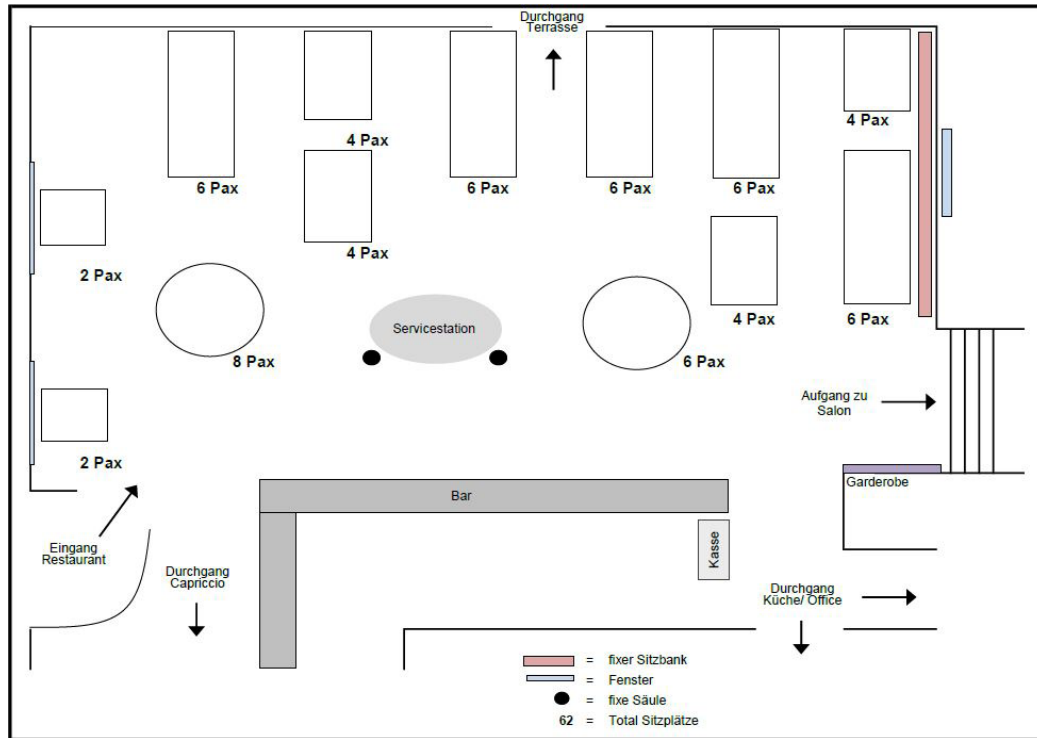 Durchgang
Terrasse
4 Pax
4 Pax
6 Pax
6 Pax
6 Pax
6 Pax
4 Pax
2 Pax
Servicestation
4 Pax
6 Pax
8 Pax
6 Pax
Aufgang zu
Salon
2 Pax
Bar
Garderobe
Eingang
Restaurant
Kasse
Durchgang
Capriccio
Durchgang
Küche/ Office
= fixer Sitzbank
= Fenster
= fixe Säule
62 = Total Sitzplätze